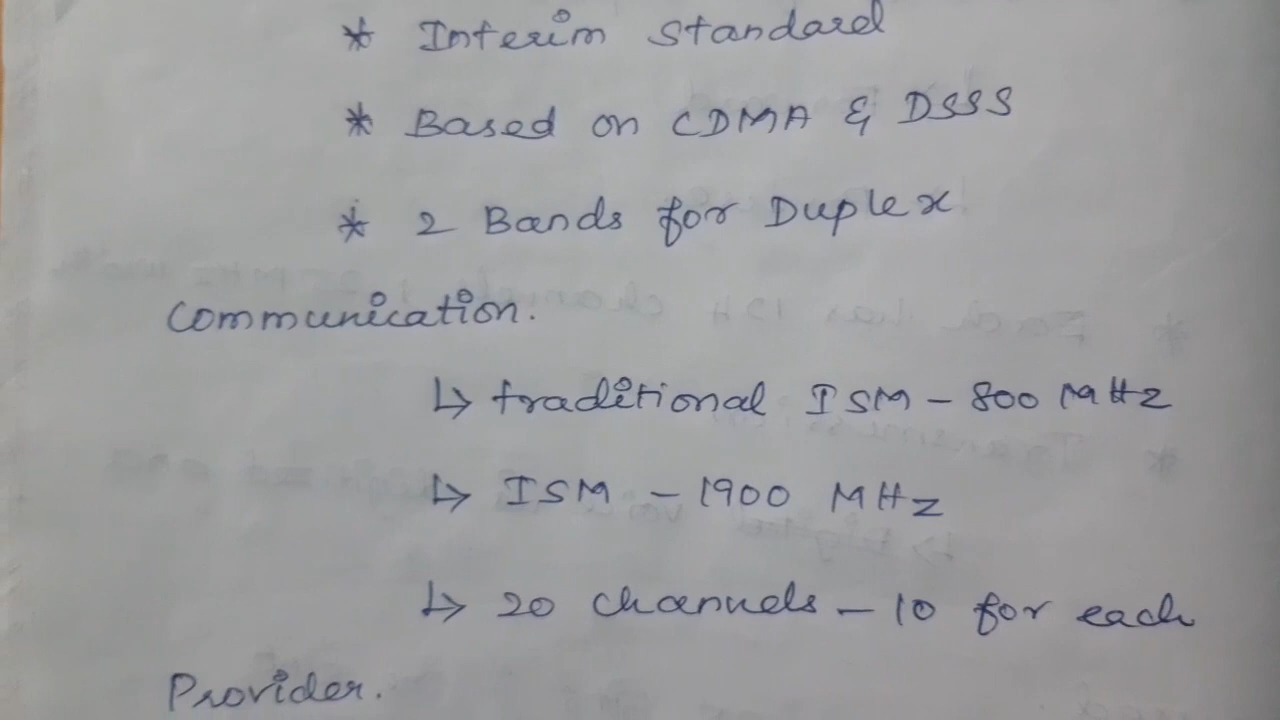 * Interim Standard
* Based on CDMA & DSSS
* 2 Bands for Duplex
Communication.
↳ traditional ISM - 800 MHz
↳ ISM - 1900 MHz
↳ 20 channels - 10 for each
Provider.